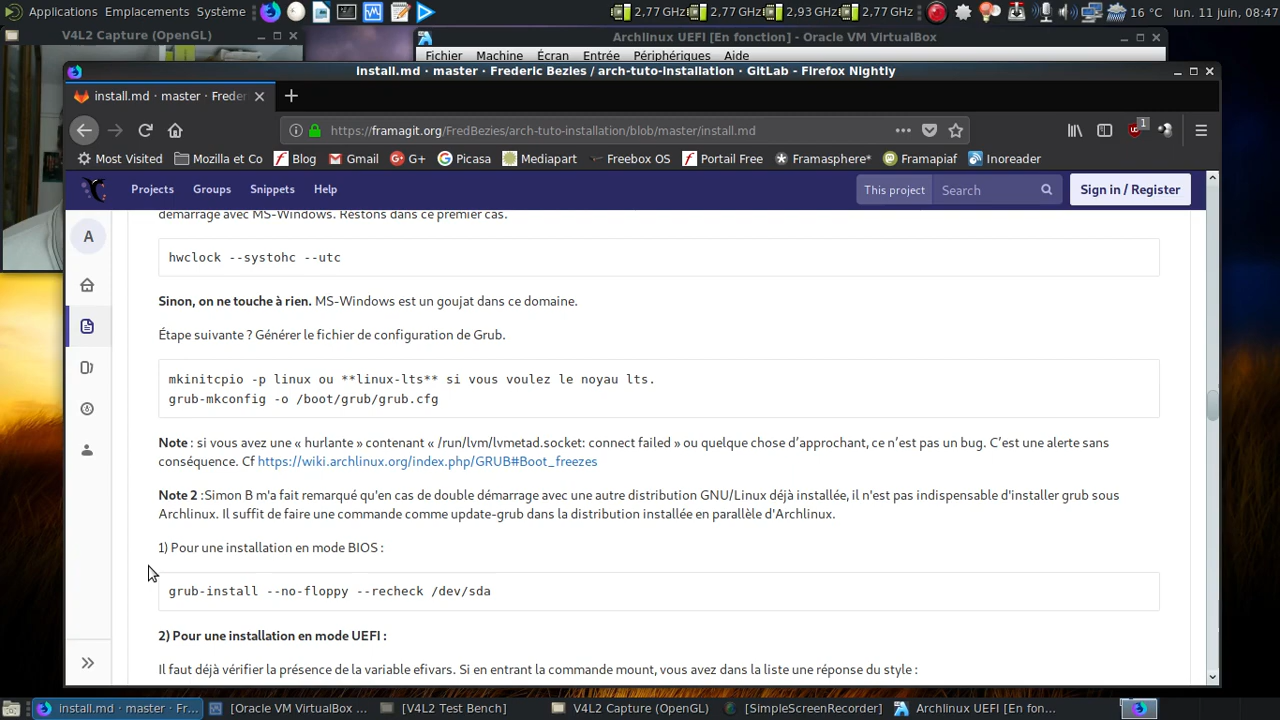 Applications Emplacements Système
2,77 GHz 2,77 GHz 2,93 GHz 2,77 GHz
16 °C lun. 11 juin, 08:47
V4L2 Capture (OpenGL)
Archlinux UEFI [En fonction] - Oracle VM VirtualBox
Fichier Machine Écran Entrée Périphériques Aide
install.md · master · Frederic Bezies / arch-tuto-installation · GitLab - Firefox Nightly
install.md · master · Freder
https://framagit.org/FredBezies/arch-tuto-installation/blob/master/install.md
1
Most Visited Mozilla et Co Blog Gmail G+ Picasa Mediapart Freebox OS Portail Free Framasphere* Framapiaf Inoreader
Projects Groups Snippets Help
This project Search Sign in / Register
A
démarrage avec MS-Windows. Restons dans ce premier cas.
hwclock --systohc --utc
Sinon, on ne touche à rien. MS-Windows est un goujat dans ce domaine.
Étape suivante ? Générer le fichier de configuration de Grub.
mkinitcpio -p linux ou **linux-lts** si vous voulez le noyau lts.
grub-mkconfig -o /boot/grub/grub.cfg
Note : si vous avez une « hurlante » contenant « /run/lvm/lvmetad.socket: connect failed » ou quelque chose d’approchant, ce n’est pas un bug. C’est une alerte sans
conséquence. Cf https://wiki.archlinux.org/index.php/GRUB#Boot_freezes
Note 2 :Simon B m'a fait remarqué qu'en cas de double démarrage avec une autre distribution GNU/Linux déjà installée, il n'est pas indispensable d'installer grub sous
Archlinux. Il suffit de faire une commande comme update-grub dans la distribution installée en parallèle d'Archlinux.
1) Pour une installation en mode BIOS :
grub-install --no-floppy --recheck /dev/sda
2) Pour une installation en mode UEFI :
Il faut déjà vérifier la présence de la variable efivars. Si en entrant la commande mount, vous avez dans la liste une réponse du style :
install.md · master · Fr... [Oracle VM VirtualBox ... [V4L2 Test Bench] V4L2 Capture (OpenGL) [SimpleScreenRecorder] Archlinux UEFI [En fon...